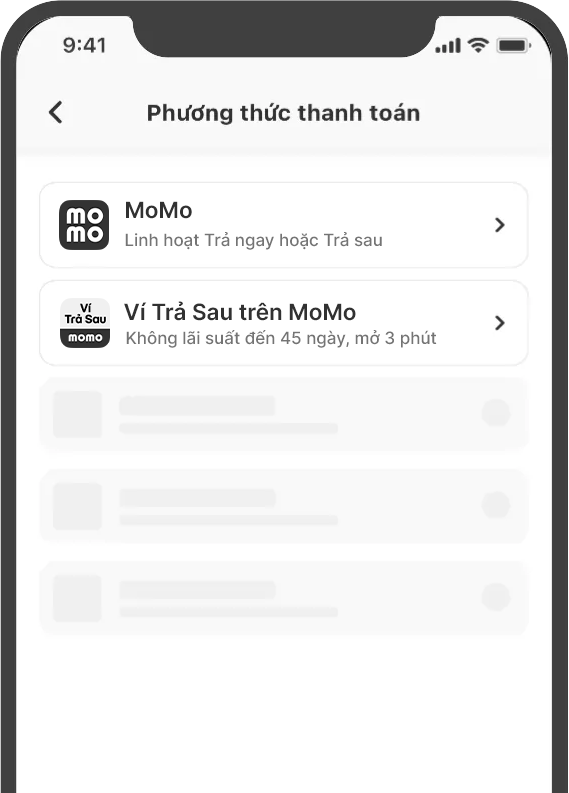 9:41
Phương thức thanh toán
mo
mo
MoMo
Linh hoạt Trả ngay hoặc Trả sau
Ví
Trả Sau
momo
Ví Trả Sau trên MoMo
Không lãi suất đến 45 ngày, mở 3 phút